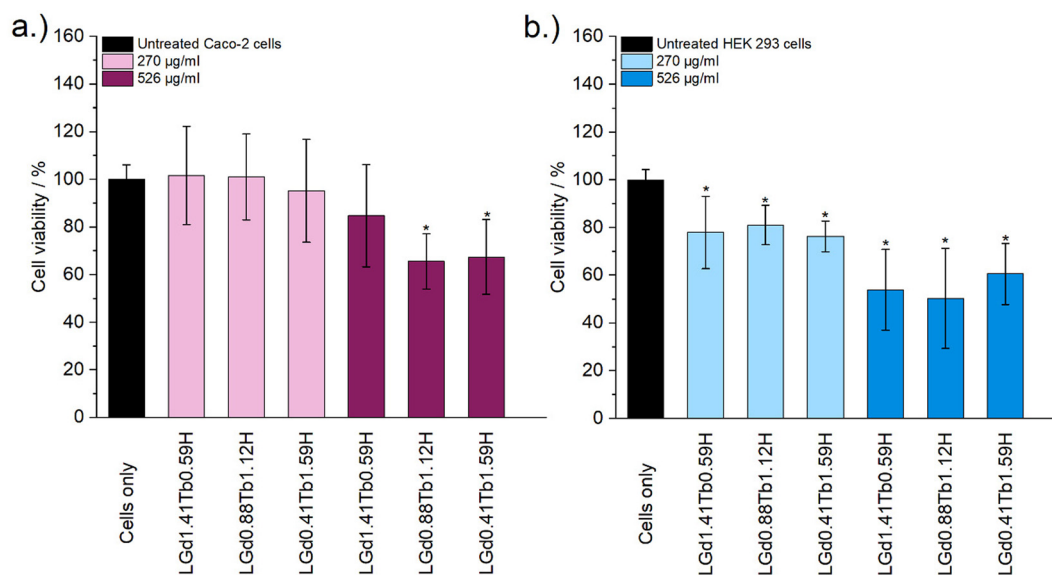 a.)
Untreated Caco-2 cells
270 µg/ml
526 µg/ml
Cell viability / %
160
140
120
100
80
60
40
20
0
* *
Cells only
LGd1.41Tb0.59H
LGd0.88Tb1.12H
LGd0.41Tb1.59H
LGd1.41Tb0.59H
LGd0.88Tb1.12H
LGd0.41Tb1.59H
b.)
Untreated HEK 293 cells
270 µg/ml
526 µg/ml
Cell viability / %
160
140
120
100
80
60
40
20
0
* * * * * *
Cells only
LGd1.41Tb0.59H
LGd0.88Tb1.12H
LGd0.41Tb1.59H
LGd1.41Tb0.59H
LGd0.88Tb1.12H
LGd0.41Tb1.59H